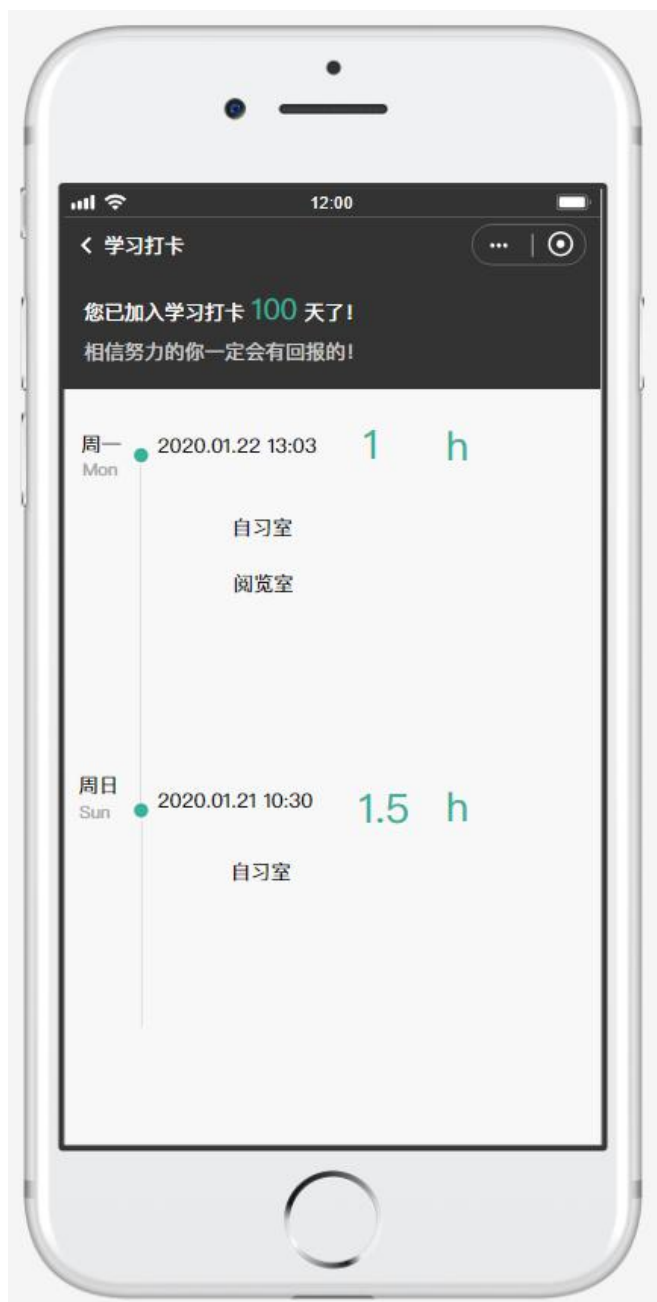 12:00
学习打卡
您已加入学习打卡 100 天了!
相信努力的你一定会有回报的!
周一 2020.01.22 13:03 1 h
Mon
自习室
阅览室
周日 2020.01.21 10:30 1.5 h
Sun
自习室